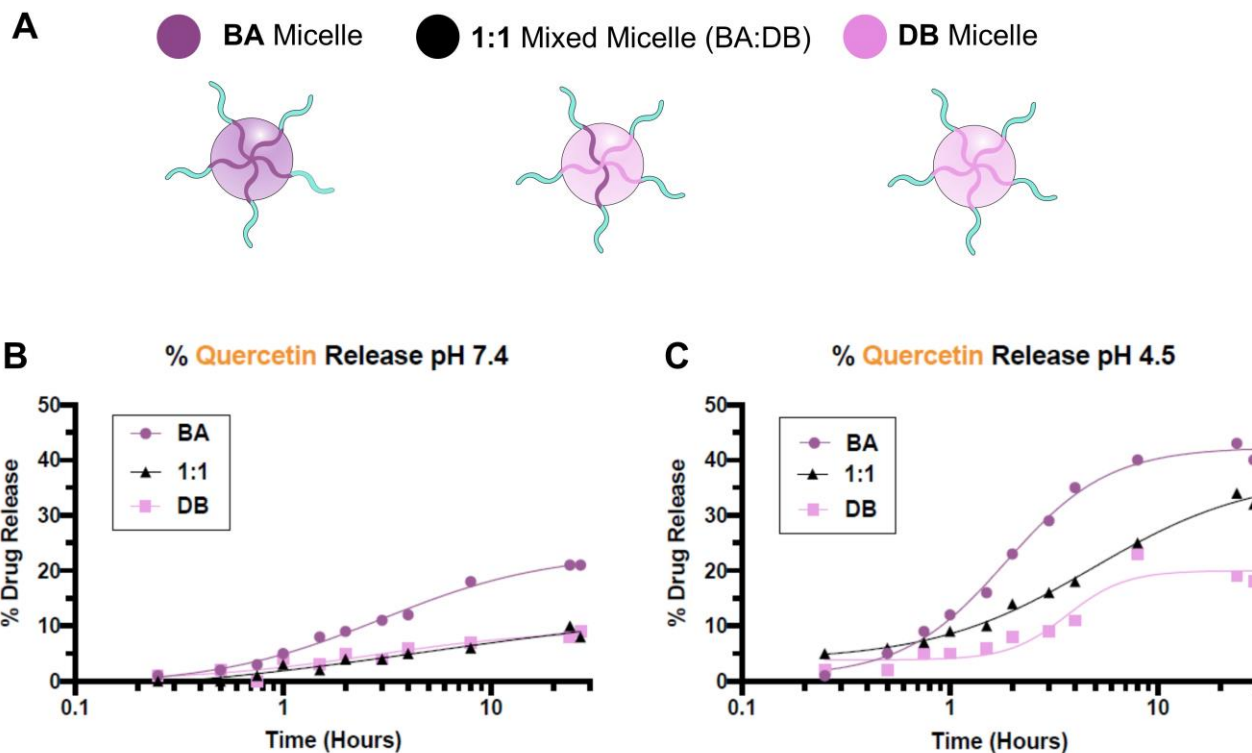 A
BA Micelle
1:1 Mixed Micelle (BA:DB)
DB Micelle
B
% Quercetin Release pH 7.4
50
40
30
20
10
0
% Drug Release
BA
1:1
DB
0.1
1
10
Time (Hours)
C
% Quercetin Release pH 4.5
50
40
30
20
10
0
% Drug Release
BA
1:1
DB
0.1
1
10
Time (Hours)